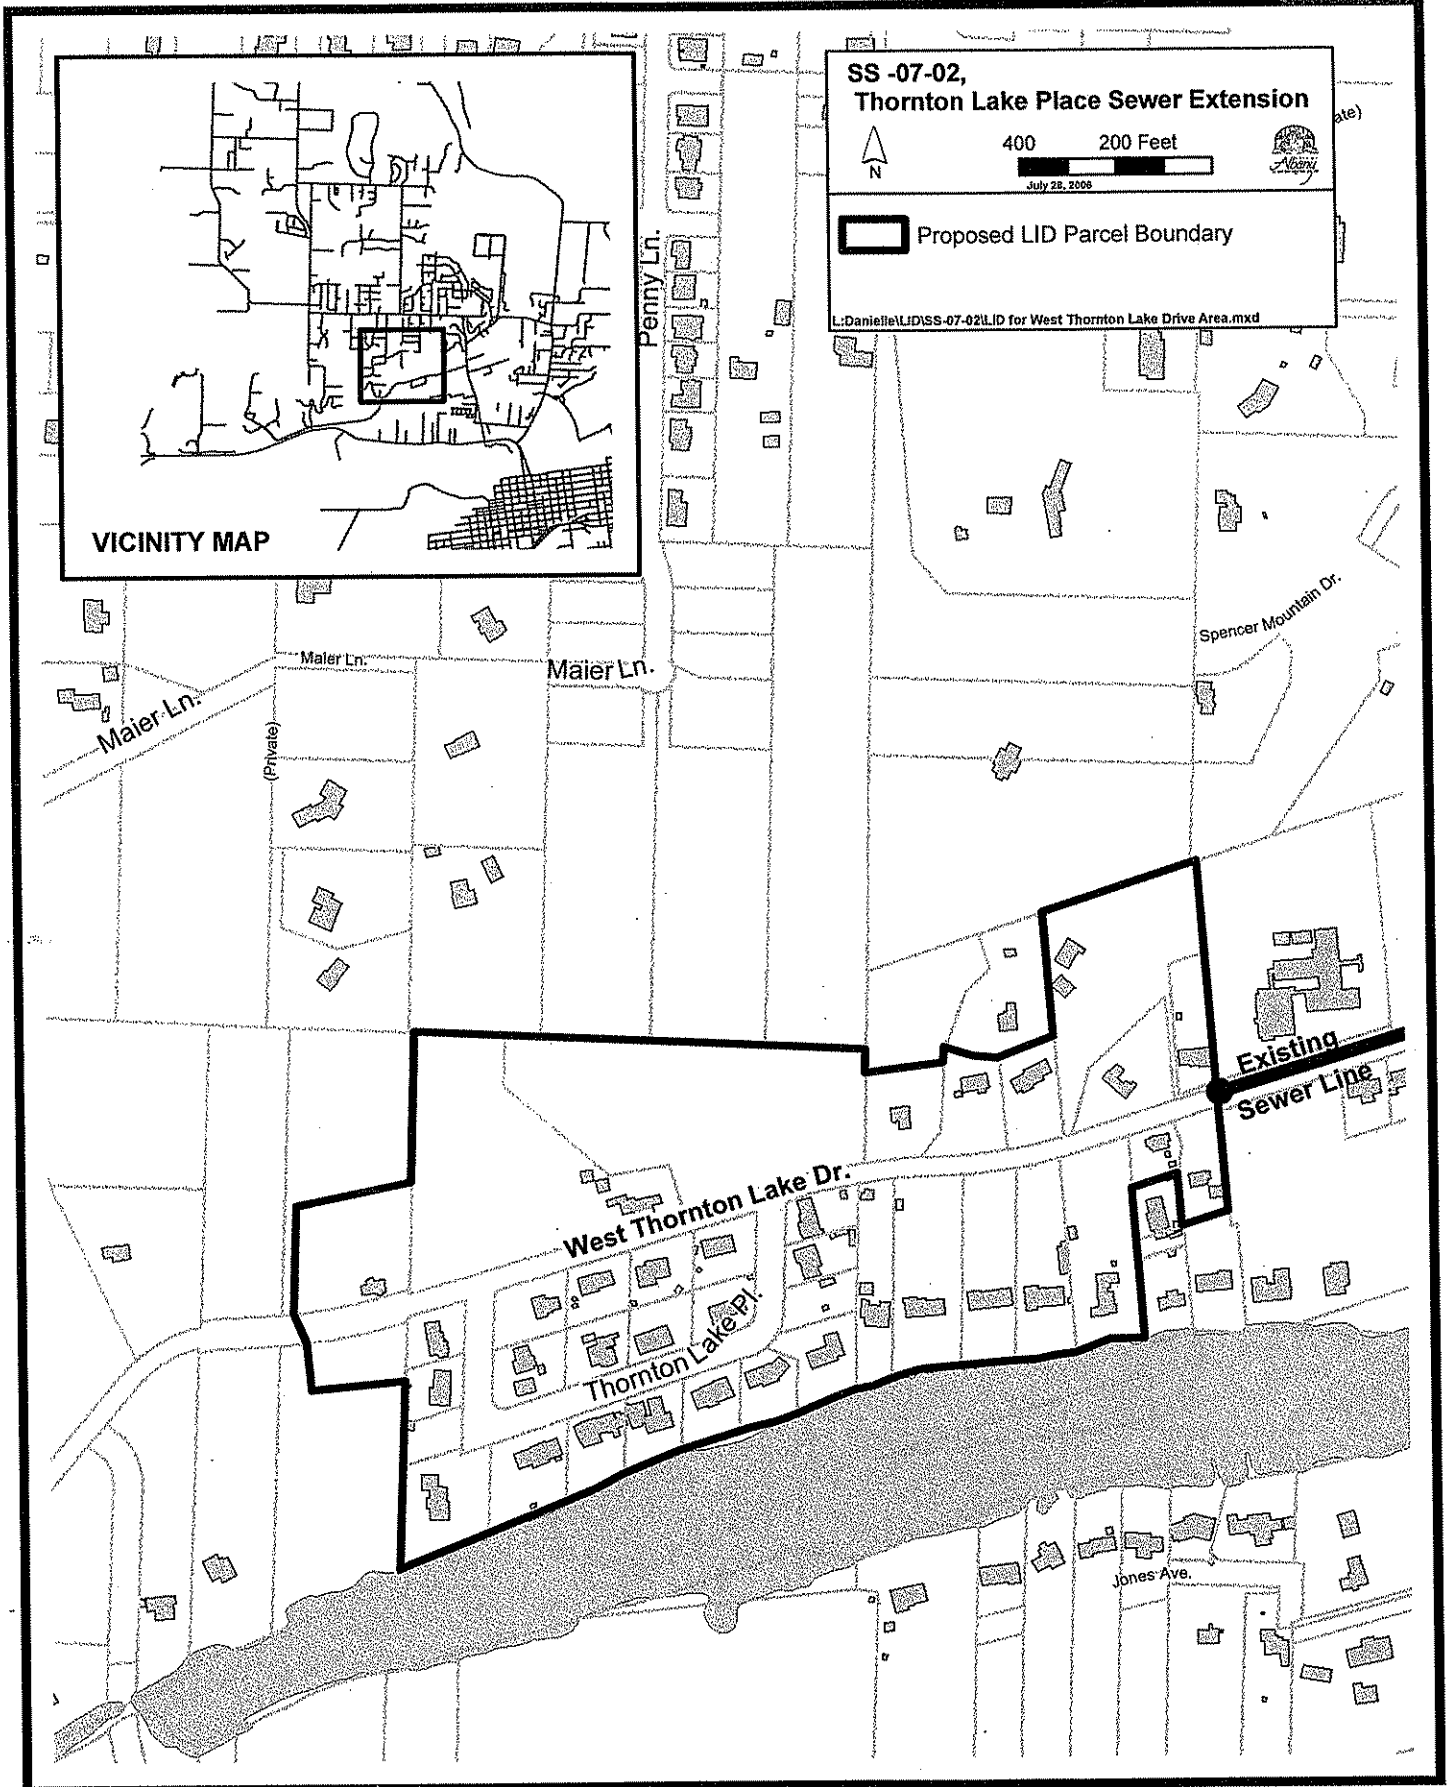 SS -07-02,
Thornton Lake Place Sewer Extension
400 200 Feet
N
July 28, 2006
Albany
Proposed LID Parcel Boundary
L:Danielle\LID\SS-07-02\LID for West Thornton Lake Drive Area.mxd
VICINITY MAP
Penny Ln.
ate)
Spencer Mountain Dr.
Maier Ln.
Maier Ln.
Maier Ln.
(Private)
Existing
Sewer Line
West Thornton Lake Dr.
Thornton Lake Pl.
Jones Ave.